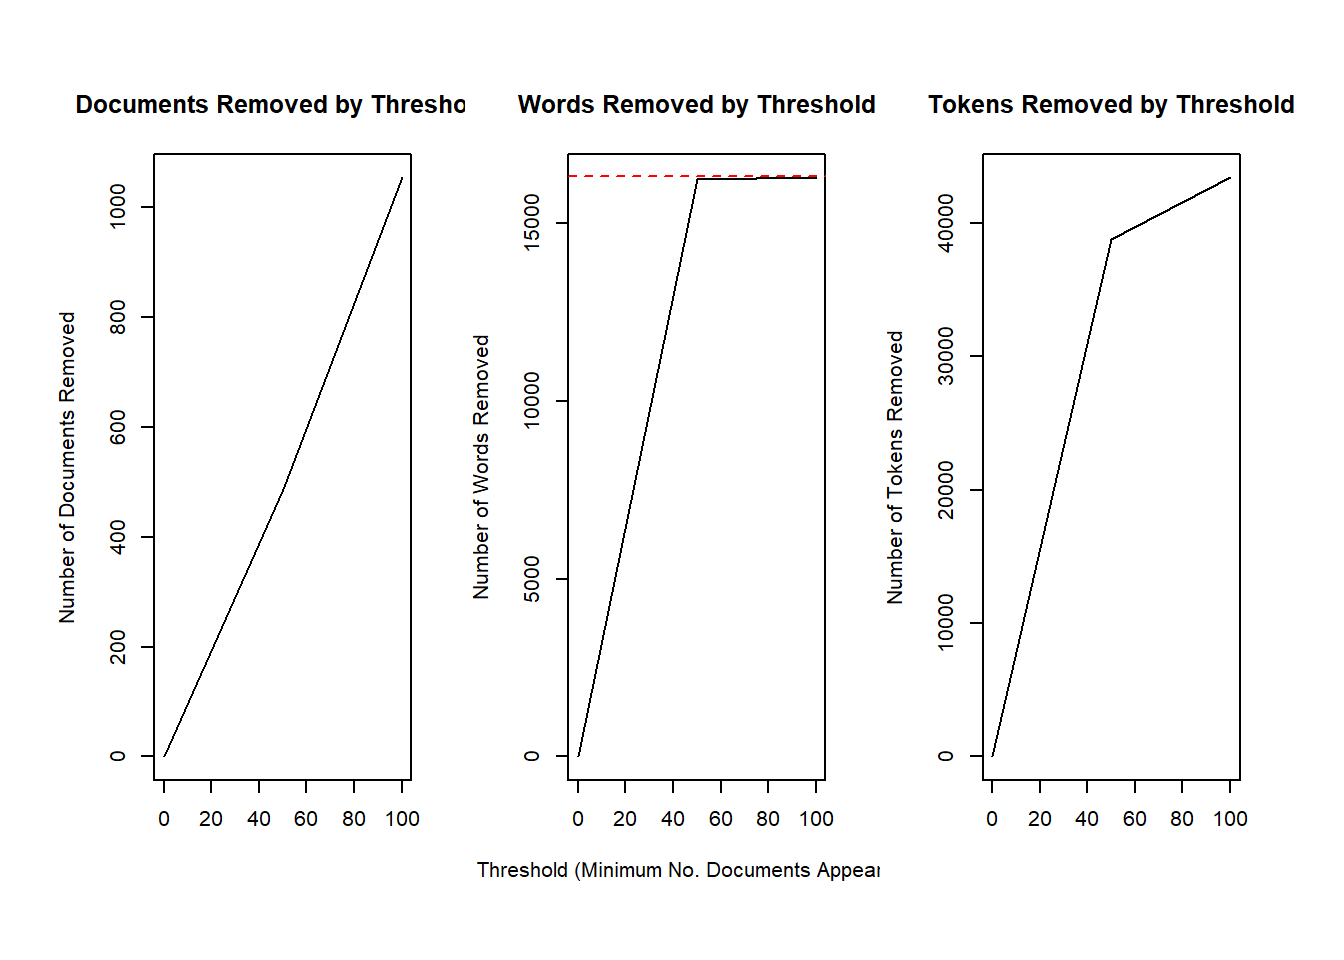 Documents Removed by Thresho
Number of Documents Removed
0 200 400 600 800 1000
0 20 40 60 80 100
Words Removed by Threshold
Number of Words Removed
0 5000 10000 15000
0 20 40 60 80 100
Threshold (Minimum No. Documents Appear
Tokens Removed by Threshold
Number of Tokens Removed
0 10000 20000 30000 40000
0 20 40 60 80 100